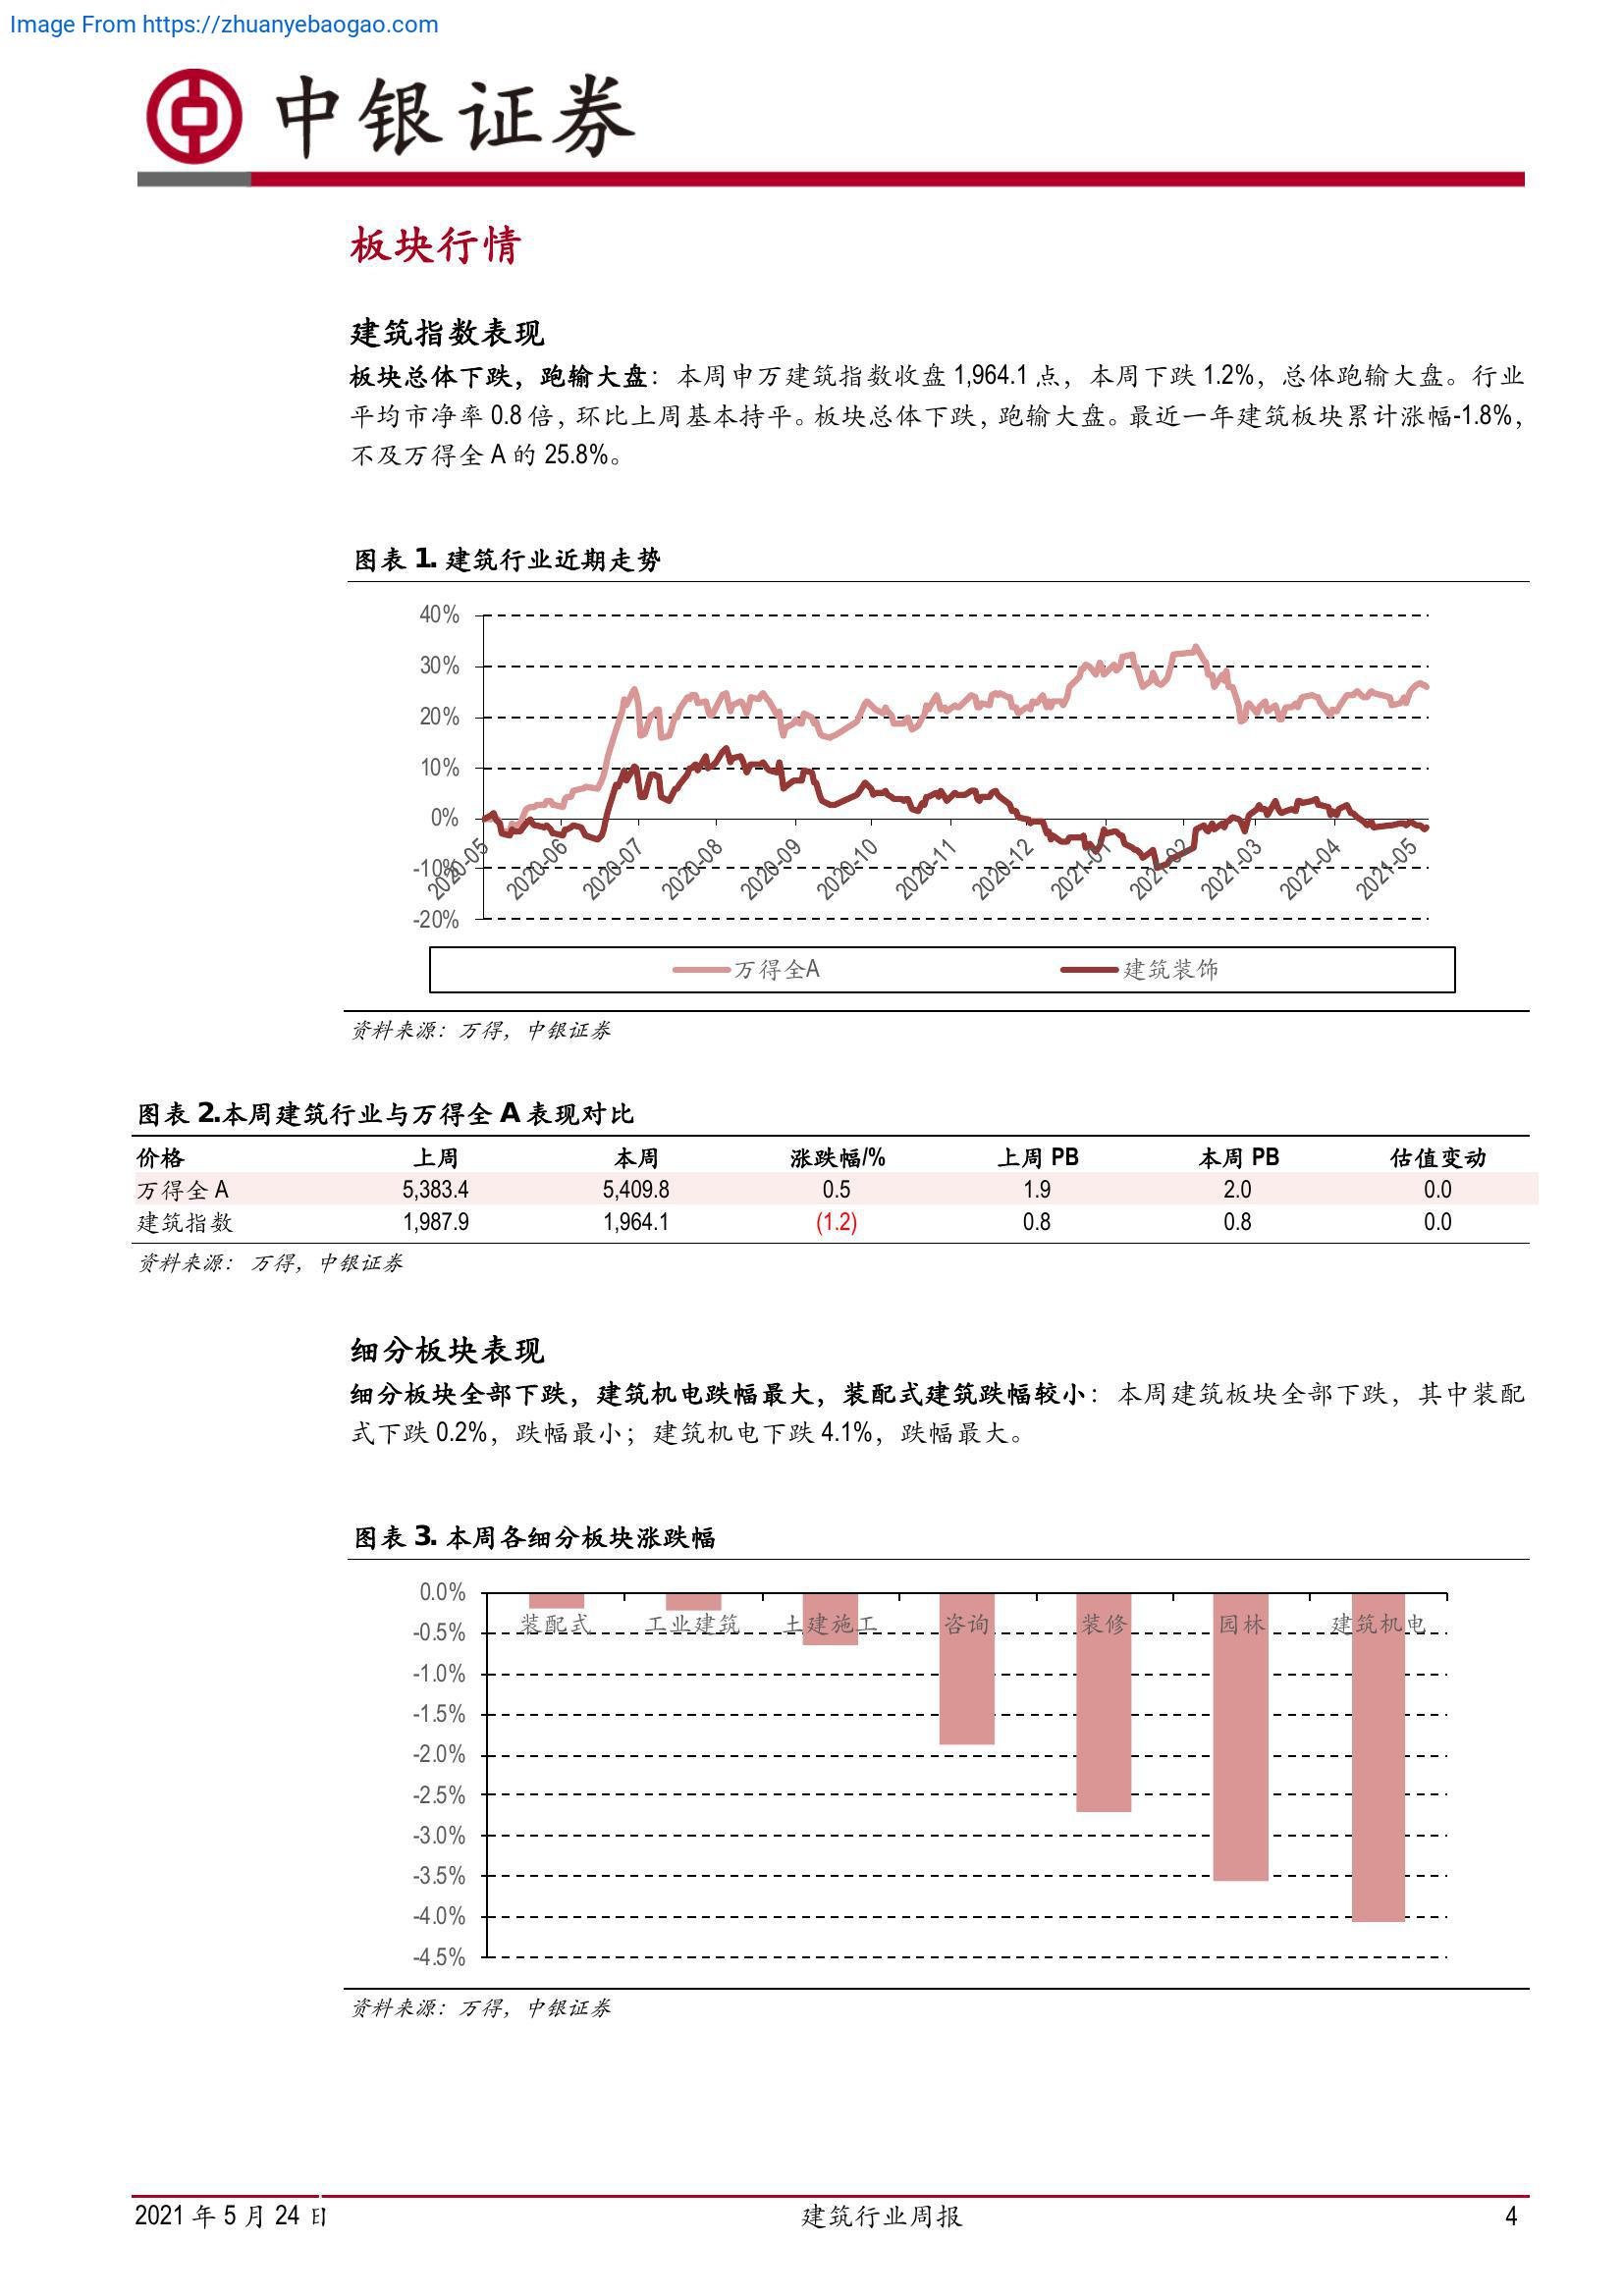 Image From https://zhuanyebaogao.com
中银证券
板块行情
建筑指数表现
板块总体下跌，跑输大盘：本周申万建筑指数收盘 1,964.1 点，本周下跌 1.2%，总体跑输大盘。行业
平均市净率 0.8 倍，环比上周基本持平。板块总体下跌，跑输大盘。最近一年建筑板块累计涨幅-1.8%，
不及万得全 A 的 25.8%。
图表 1. 建筑行业近期走势
40%
30%
20%
10%
0%
-10%
-20%
2020-05 2020-06 2020-07 2020-08 2020-09 2020-10 2020-11 2020-12 2021-01 2021-02 2021-03 2021-04 2021-05
万得全A 建筑装饰
资料来源：万得，中银证券
图表 2.本周建筑行业与万得全 A 表现对比
价格 上周 本周 涨跌幅/% 上周 PB 本周 PB 估值变动
万得全 A 5,383.4 5,409.8 0.5 1.9 2.0 0.0
建筑指数 1,987.9 1,964.1 (1.2) 0.8 0.8 0.0
资料来源： 万得，中银证券
细分板块表现
细分板块全部下跌，建筑机电跌幅最大，装配式建筑跌幅较小：本周建筑板块全部下跌，其中装配
式下跌 0.2%，跌幅最小；建筑机电下跌 4.1%，跌幅最大。
图表 3. 本周各细分板块涨跌幅
0.0%
装配式 工业建筑 土建施工 咨询 装修 园林 建筑机电
-0.5%
-1.0%
-1.5%
-2.0%
-2.5%
-3.0%
-3.5%
-4.0%
-4.5%
资料来源：万得，中银证券
2021 年 5 月 24 日 建筑行业周报 4